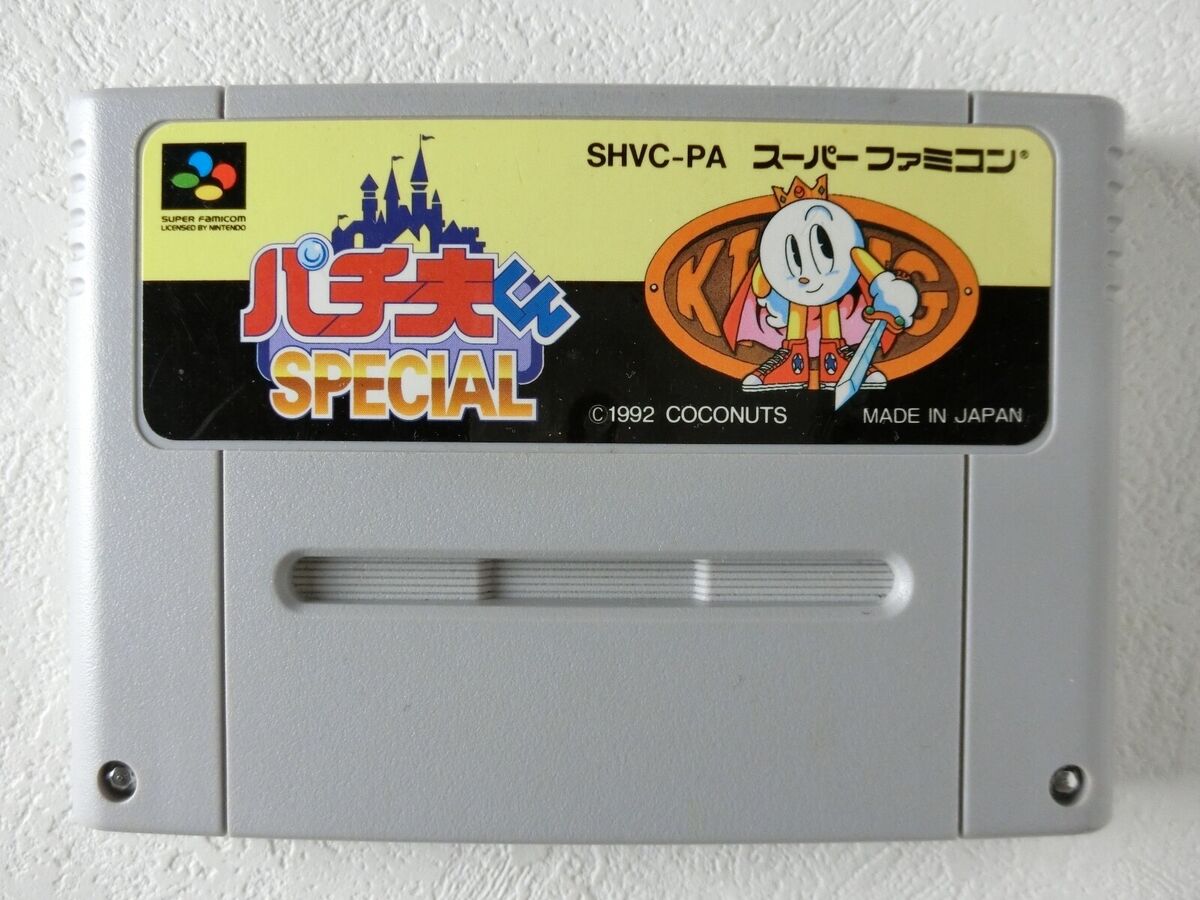 SHVC-PA スーパーファミコン®
SUPER FAMICOM
LICENSED BY NINTENDO
パチ夫くん
SPECIAL
KING
©1992 COCONUTS
MADE IN JAPAN